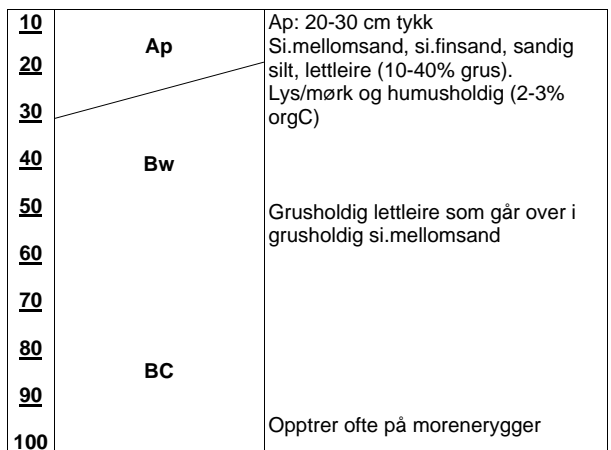 10
20
30
40
50
60
70
80
90
100
Ap
Bw
BC
Ap: 20-30 cm tykk
Si.mellomsand, si.finsand, sandig
silt, lettleire (10-40% grus).
Lys/mørk og humusholdig (2-3%
orgC)
Grusholdig lettleire som går over i
grusholdig si.mellomsand
Opptrer ofte på morenerygger